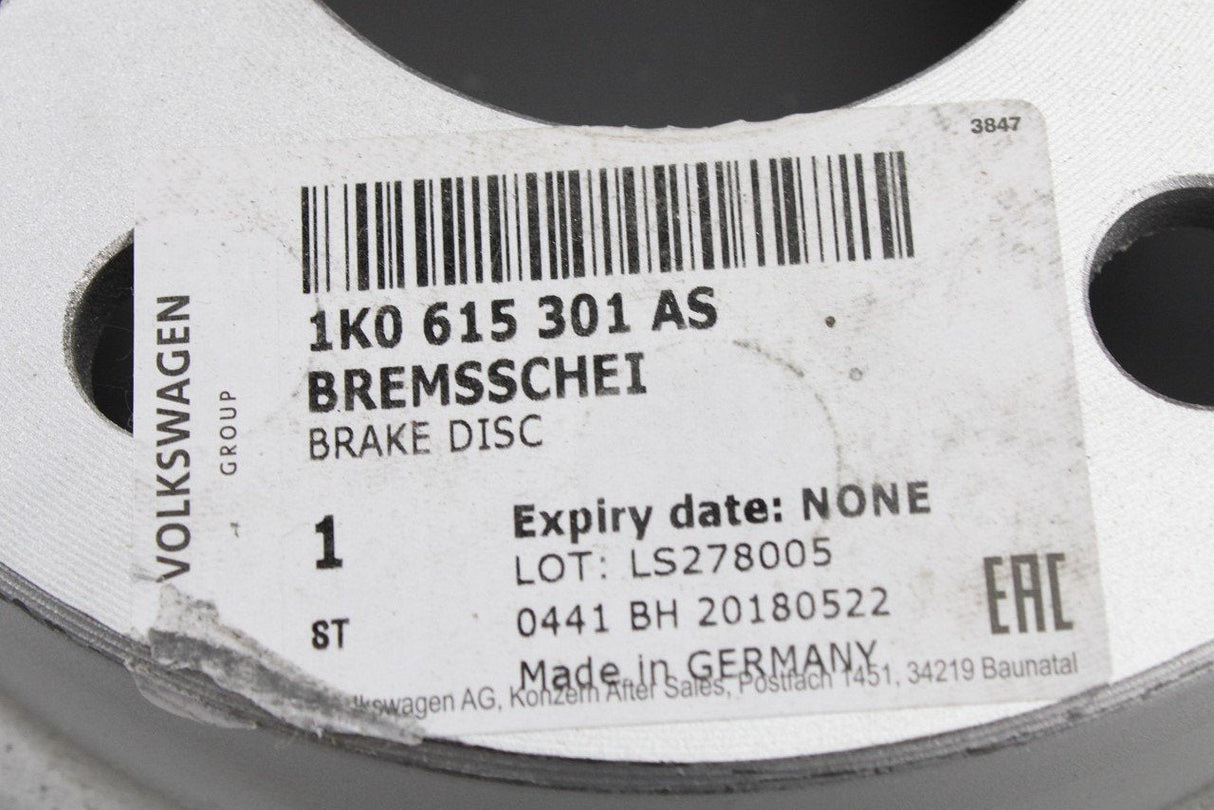 3847
VOLKSWAGEN
GROUP
1K0 615 301 AS
BREMSSCHEI
BRAKE DISC
1
ST
Expiry date: NONE
LOT: LS278005
0441 BH 20180522
Made in GERMANY
EAC
AG, Konzern After Sales, Postfach 1451, 34219 Baunatal